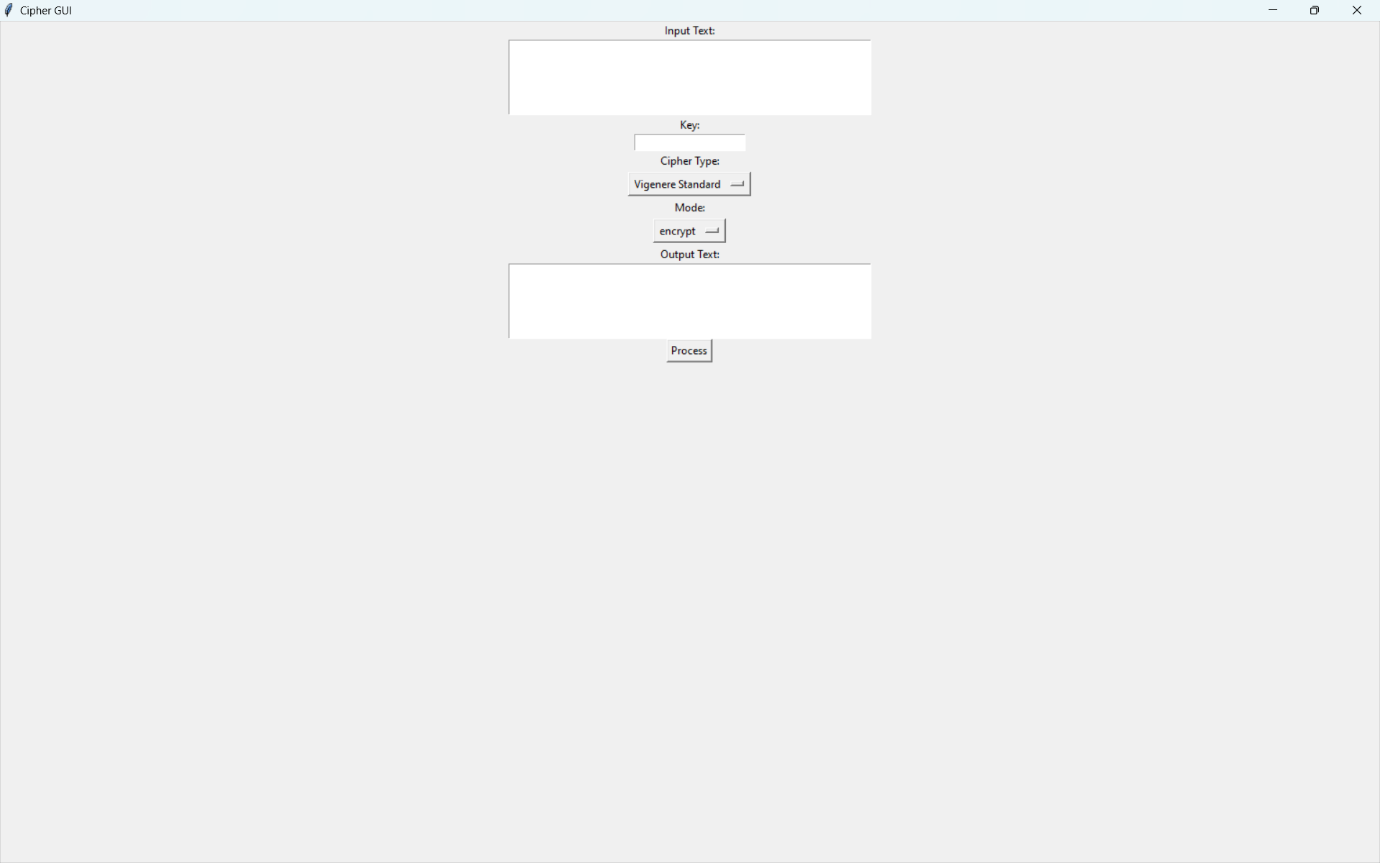 Cipher GUI
Input Text:
Key:
Cipher Type:
Vigenere Standard
Mode:
encrypt
Output Text:
Process